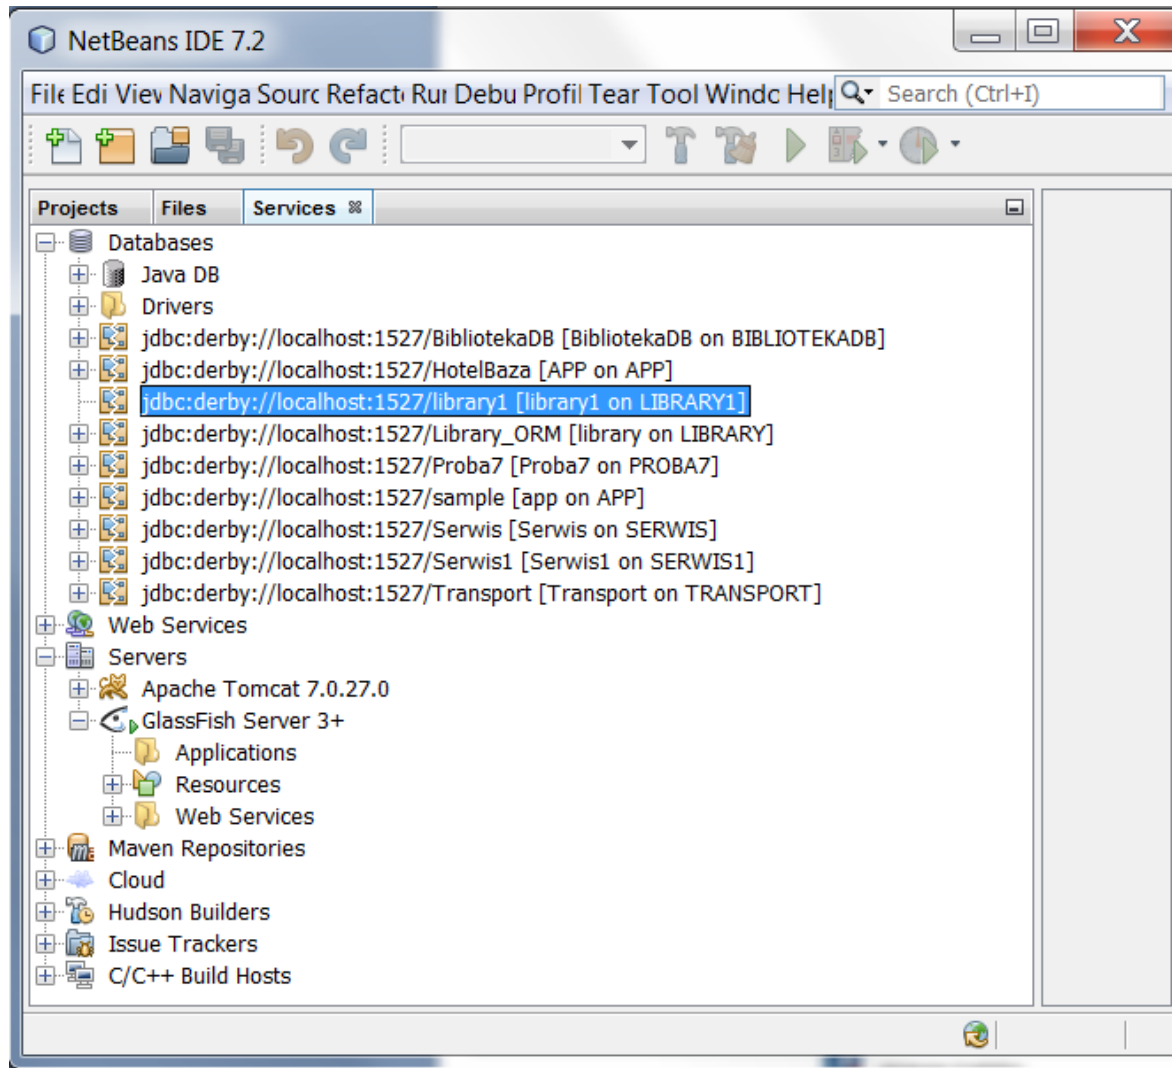 NetBeans IDE 7.2
File Edi Viev Naviga Sourc Refact Rur Debu Profil Tear Tool Windo Help Search (Ctrl+I)
Projects Files Services
Databases
Java DB
Drivers
jdbc:derby://localhost:1527/BibliotekaDB [BibliotekaDB on BIBLIOTEKADB]
jdbc:derby://localhost:1527/HotelBaza [APP on APP]
jdbc:derby://localhost:1527/library1 [library1 on LIBRARY1]
jdbc:derby://localhost:1527/Library_ORM [library on LIBRARY]
jdbc:derby://localhost:1527/Proba7 [Proba7 on PROBA7]
jdbc:derby://localhost:1527/sample [app on APP]
jdbc:derby://localhost:1527/Serwis [Serwis on SERWIS]
jdbc:derby://localhost:1527/Serwis1 [Serwis1 on SERWIS1]
jdbc:derby://localhost:1527/Transport [Transport on TRANSPORT]
Web Services
Servers
Apache Tomcat 7.0.27.0
GlassFish Server 3+
Applications
Resources
Web Services
Maven Repositories
Cloud
Hudson Builders
Issue Trackers
C/C++ Build Hosts